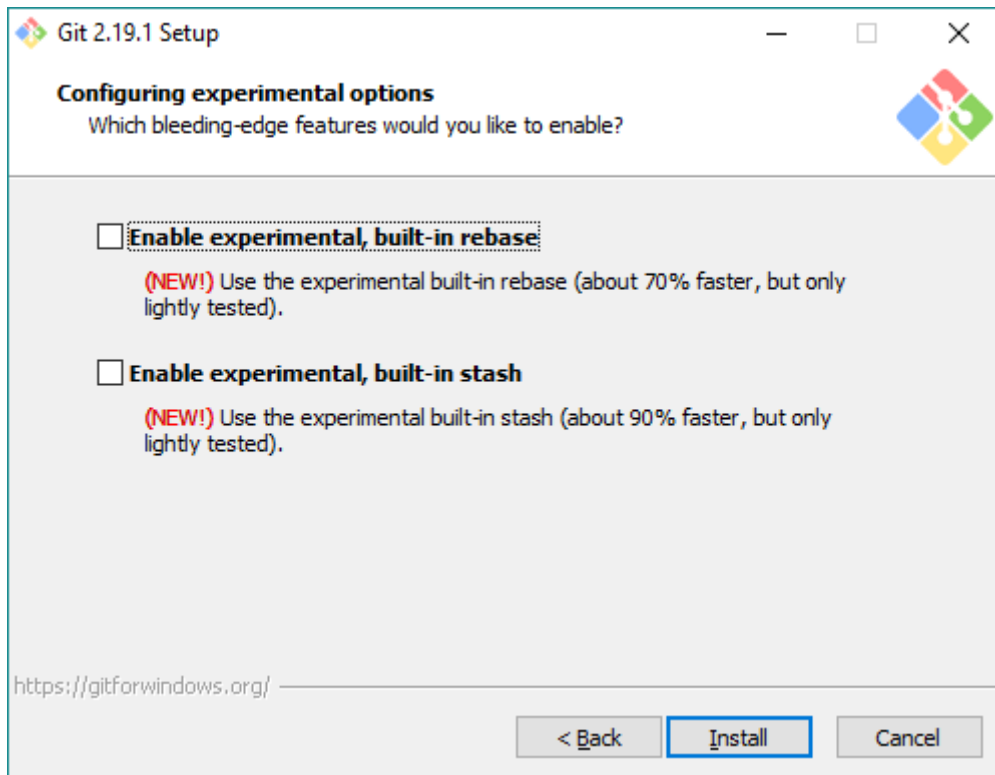 Git 2.19.1 Setup
Configuring experimental options
Which bleeding-edge features would you like to enable?
Enable experimental, built-in rebase
(NEW!) Use the experimental built-in rebase (about 70% faster, but only
lightly tested).
Enable experimental, built-in stash
(NEW!) Use the experimental built-in stash (about 90% faster, but only
lightly tested).
https://gitforwindows.org/
< Back
Install
Cancel